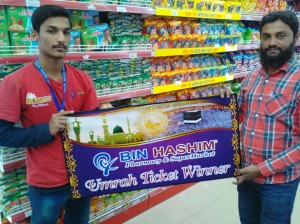 BIN HASHIM
Pharmacy & SuperMarket
Umrah Ticket Winner